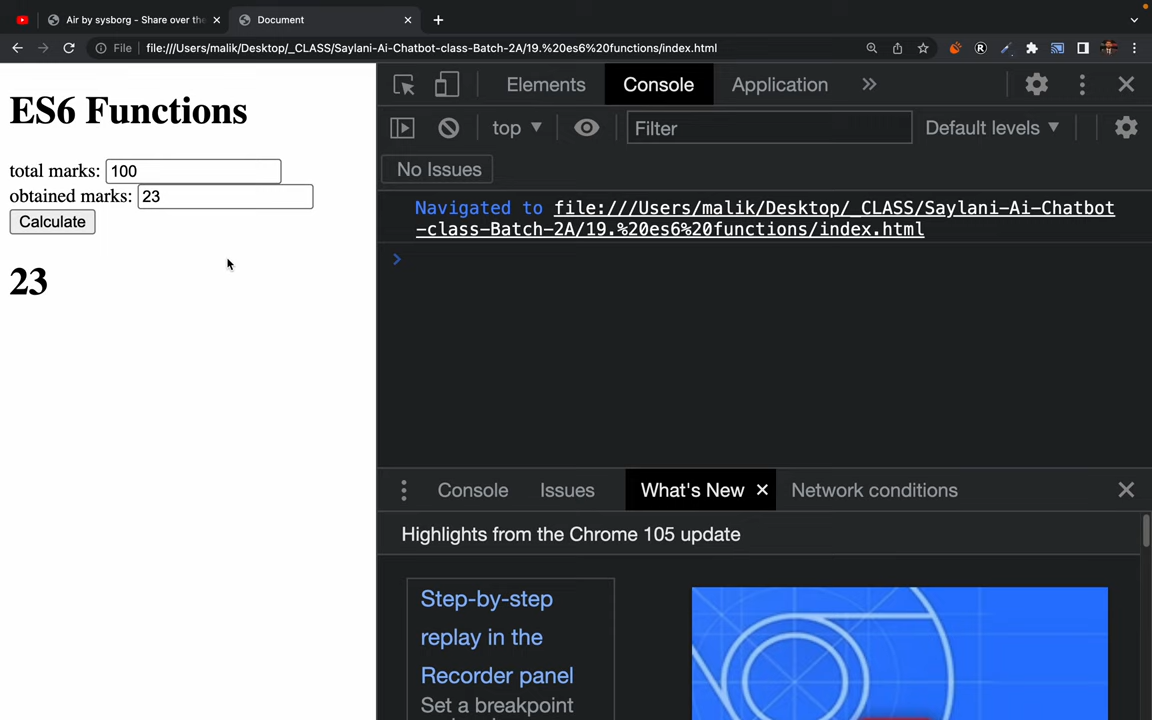 Air by sysborg - Share over the
Document
File
file:///Users/malik/Desktop/_CLASS/Saylani-Ai-Chatbot-class-Batch-2A/19.%20es6%20functions/index.html
ES6 Functions
total marks: 100
obtained marks: 23
Calculate
23
Elements
Console
Application
top
Filter
Default levels
No Issues
Navigated to file:///Users/malik/Desktop/_CLASS/Saylani-Ai-Chatbot
-class-Batch-2A/19.%20es6%20functions/index.html
Console
Issues
What's New
Network conditions
Highlights from the Chrome 105 update
Step-by-step
replay in the
Recorder panel
Set a breakpoint